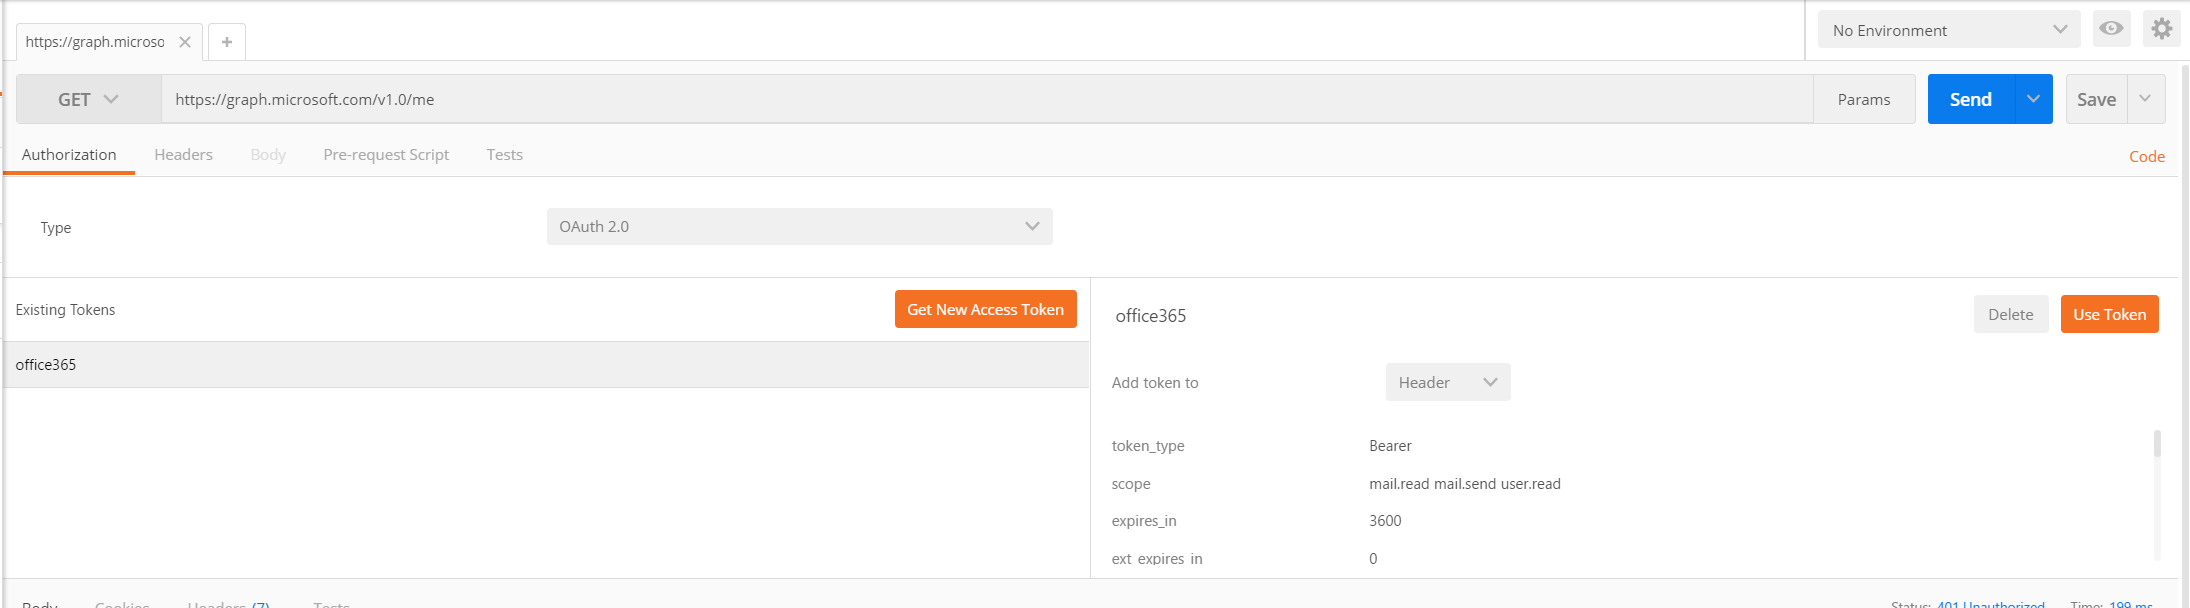 https://graph.microso
No Environment
GET https://graph.microsoft.com/v1.0/me Params Send Save
Authorization Headers Body Pre-request Script Tests Code
Type OAuth 2.0
Existing Tokens Get New Access Token
office365
office365 Delete Use Token
Add token to Header
token_type Bearer
scope mail.read mail.send user.read
expires_in 3600
ext_expires_in 0
Body Cookies Headers (7) Tests Status: 401 Unauthorized Time: 199 ms